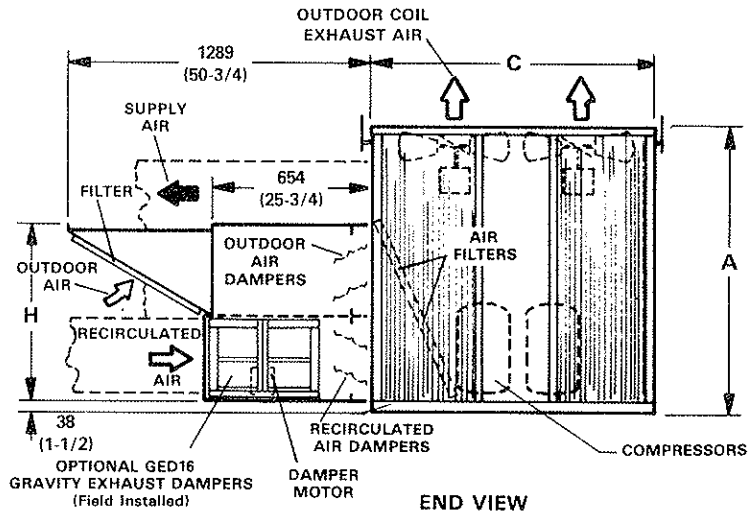 OUTDOOR COIL
EXHAUST AIR
1289
(50-3/4)
C
SUPPLY
AIR
FILTER
654
(25-3/4)
OUTDOOR
AIR
DAMPERS
AIR
FILTERS
A
OUTDOOR
AIR
H
RECIRCULATED
AIR
38
(1-1/2)
RECIRCULATED
AIR DAMPERS
COMPRESSORS
OPTIONAL GED16
GRAVITY EXHAUST DAMPERS
(Field Installed)
DAMPER
MOTOR
END VIEW